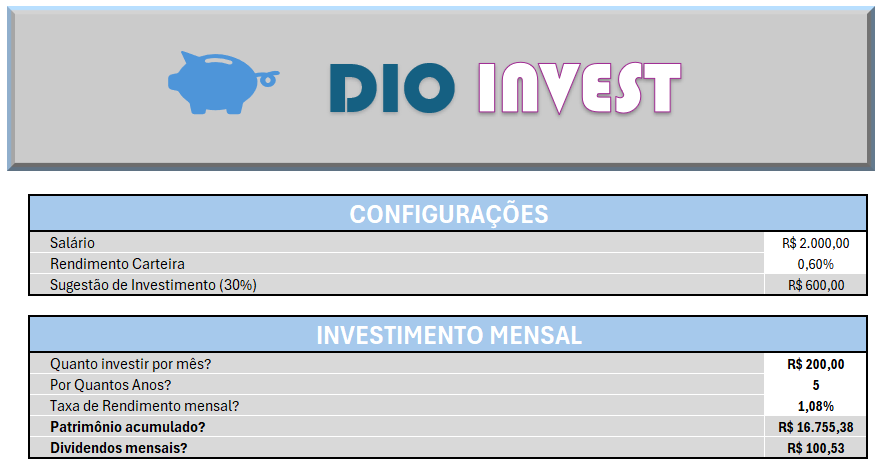 DIO INVEST
CONFIGURAÇÕES
Salário R$ 2.000,00
Rendimento Carteira 0,60%
Sugestão de Investimento (30%) R$ 600,00
INVESTIMENTO MENSAL
Quanto investir por mês? R$ 200,00
Por Quantos Anos? 5
Taxa de Rendimento mensal? 1,08%
Patrimônio acumulado? R$ 16.755,38
Dividendos mensais? R$ 100,53